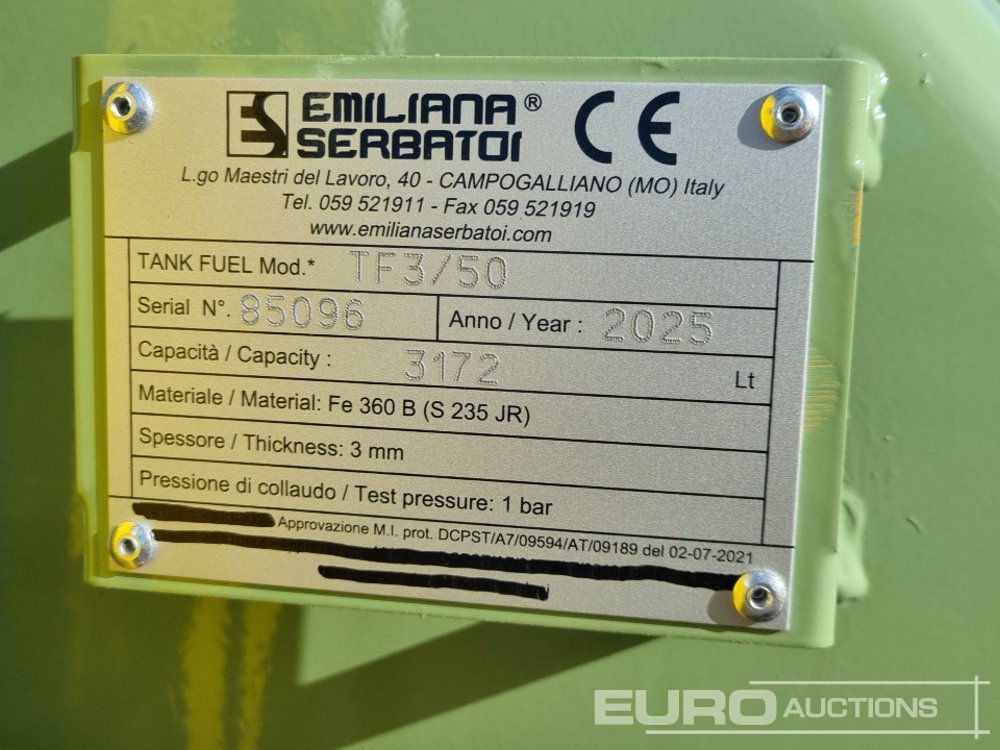 EMILIANA®
SERBATOI
CE
L.go Maestri del Lavoro, 40 - CAMPOGALLIANO (MO) Italy
Tel. 059 521911 - Fax 059 521919
www.emilianaserbatoi.com
TANK FUEL Mod.* TF3/50
Serial N°. 85096 Anno / Year : 2025
Capacità / Capacity : 3172 Lt
Materiale / Material: Fe 360 B (S 235 JR)
Spessore / Thickness: 3 mm
Pressione di collaudo / Test pressure: 1 bar
Approvazione M.I. prot. DCPST/A7/09594/AT/09189 del 02-07-2021
EURO AUCTIONS